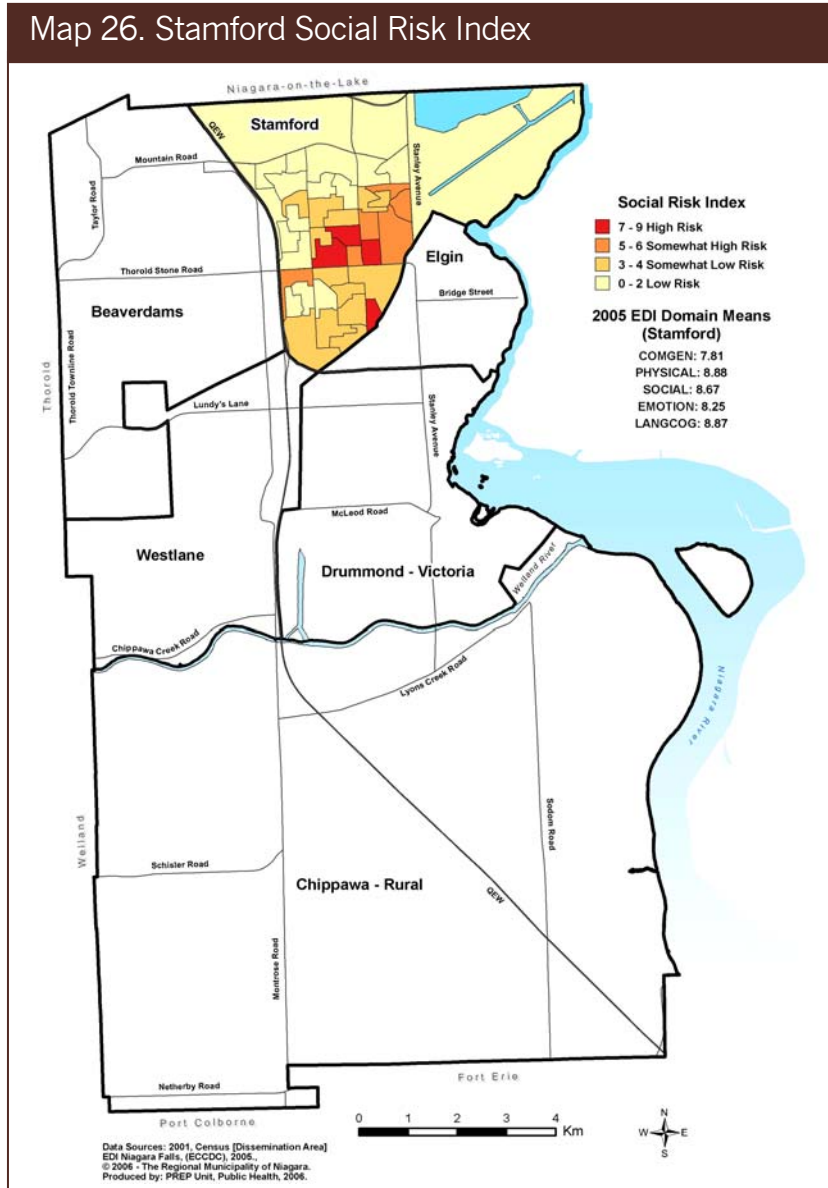 Map 26. Stamford Social Risk Index
Niagara-on-the-Lake
QEW
Stamford
Mountain Road
Stanley Avenue
Taylor Road
Social Risk Index
7 - 9 High Risk
5 - 6 Somewhat High Risk
3 - 4 Somewhat Low Risk
0 - 2 Low Risk
Thorold Stone Road
Elgin
Beaverdams
Bridge Street
2005 EDI Domain Means
(Stamford)
COMGEN: 7.81
PHYSICAL: 8.88
SOCIAL: 8.67
EMOTION: 8.25
LANGCOG: 8.87
Thorold
Thorold Townline Road
Lundy's Lane
Stanley Avenue
McLeod Road
Westlane
Drummond - Victoria
Welland River
Chippawa Creek Road
Lyons Creek Road
Niagara River
Welland
Sodom Road
Schisler Road
Chippawa - Rural
QEW
Montrose Road
Netherby Road
Fort Erie
Port Colborne
0 1 2 3 4
Km
N
W E
S
Data Sources: 2001, Census [Dissemination Area]
EDI Niagara Falls, (ECCDC), 2005.,
© 2006 - The Regional Municipality of Niagara.
Produced by: PREP Unit, Public Health, 2006.